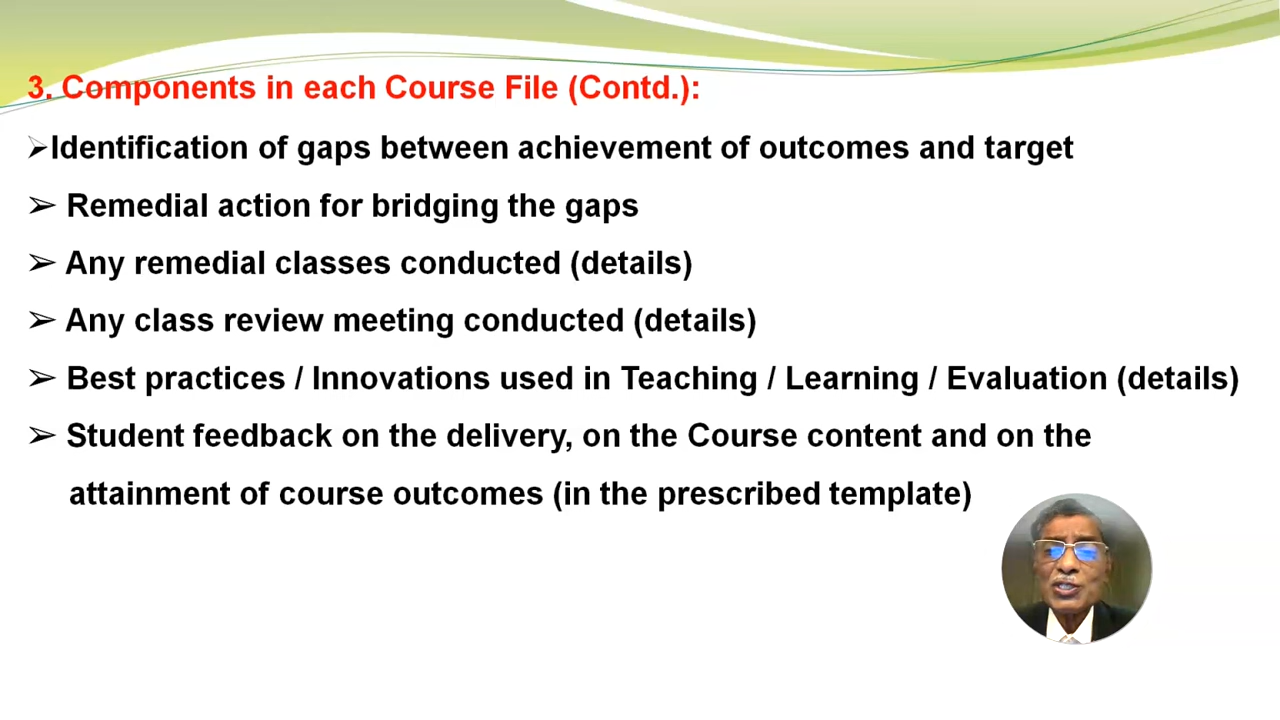 3. Components in each Course File (Contd.):
➢Identification of gaps between achievement of outcomes and target
➢ Remedial action for bridging the gaps
➢ Any remedial classes conducted (details)
➢ Any class review meeting conducted (details)
➢ Best practices / Innovations used in Teaching / Learning / Evaluation (details)
➢ Student feedback on the delivery, on the Course content and on the
attainment of course outcomes (in the prescribed template)